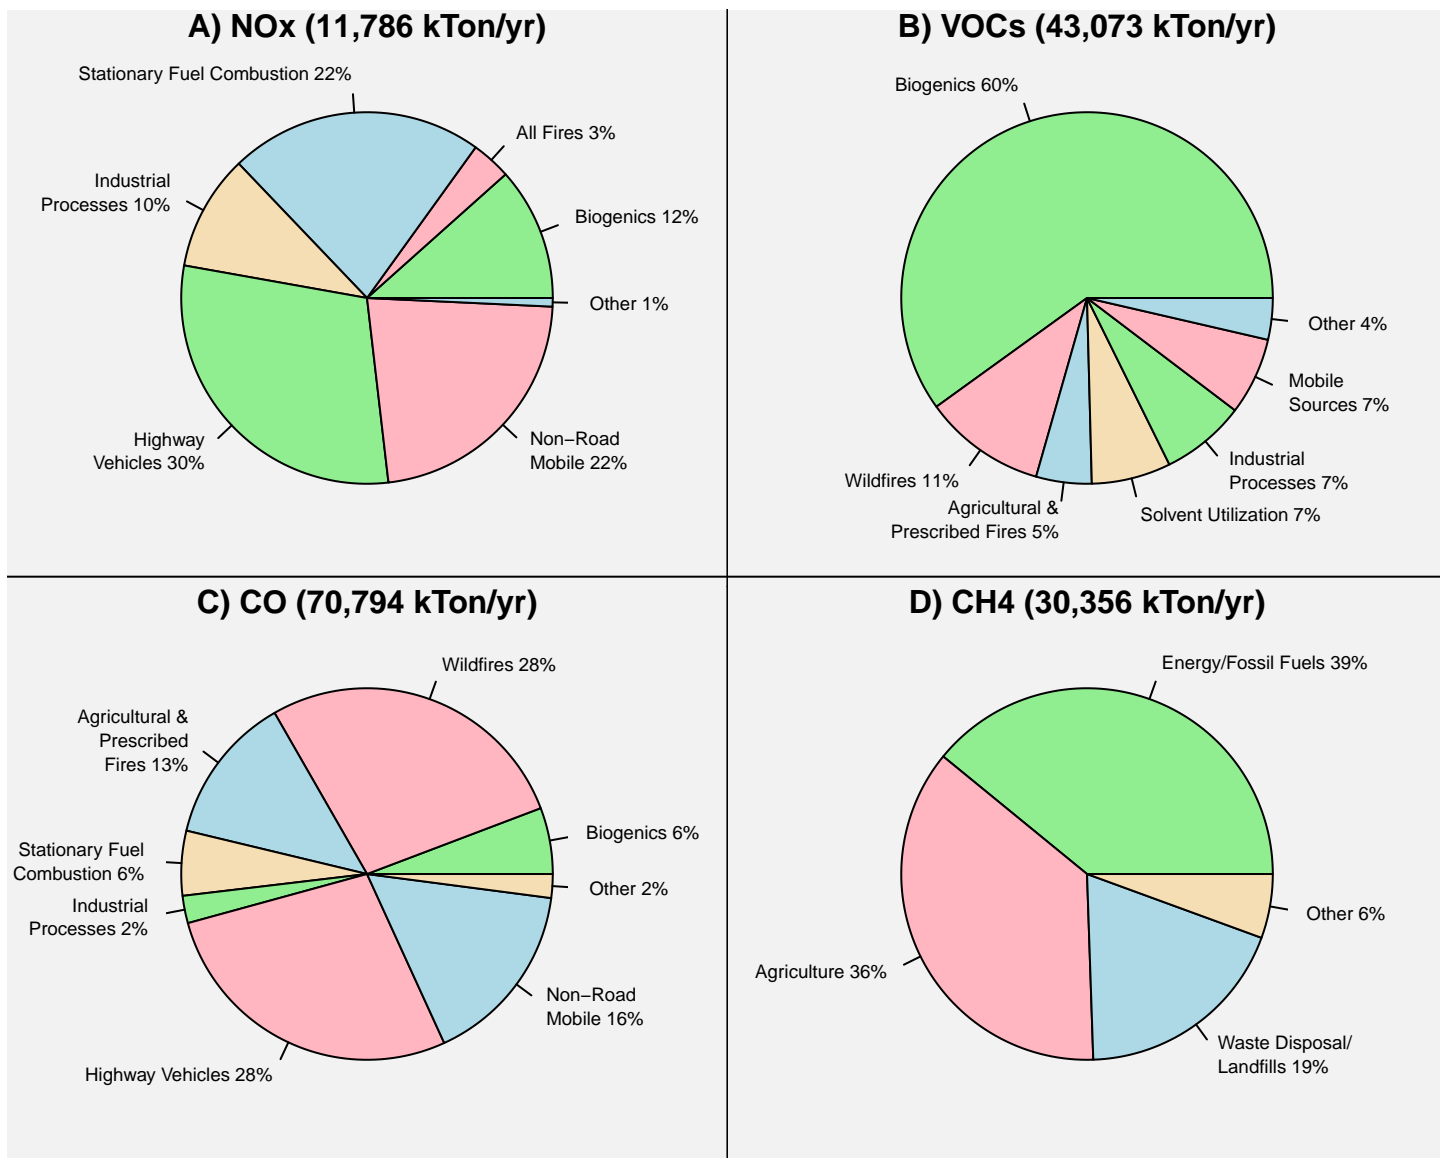 A) NOx (11,786 kTon/yr)
Stationary Fuel Combustion 22%
All Fires 3%
Industrial
Processes 10%
Biogenics 12%
Other 1%
Highway
Vehicles 30%
Non−Road
Mobile 22%
B) VOCs (43,073 kTon/yr)
Biogenics 60%
Other 4%
Mobile
Sources 7%
Industrial
Processes 7%
Wildfires 11%
Agricultural &
Prescribed Fires 5%
Solvent Utilization 7%
C) CO (70,794 kTon/yr)
Wildfires 28%
Agricultural &
Prescribed
Fires 13%
Biogenics 6%
Stationary Fuel
Combustion 6%
Other 2%
Industrial
Processes 2%
Non−Road
Mobile 16%
Highway Vehicles 28%
D) CH4 (30,356 kTon/yr)
Energy/Fossil Fuels 39%
Other 6%
Agriculture 36%
Waste Disposal/
Landfills 19%